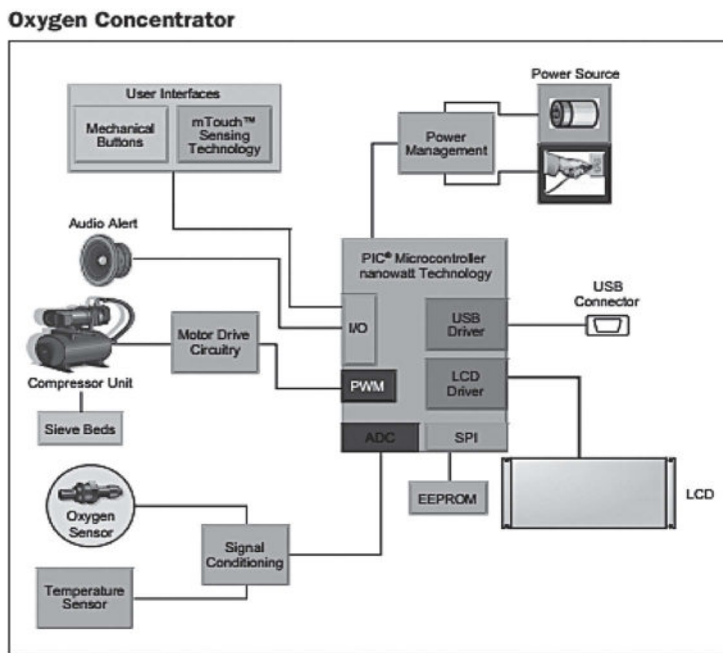 Oxygen Concentrator
User Interfaces
Mechanical
Buttons
mTouch™
Sensing
Technology
Power Source
Power
Management
Audio Alert
PIC® Microcontroller
nanowatt Technology
I/O
USB
Driver
USB
Connector
Motor Drive
Circuitry
Compressor Unit
PWM
LCD
Driver
Sieve Beds
ADC
SPI
EEPROM
LCD
Oxygen
Sensor
Signal
Conditioning
Temperature
Sensor